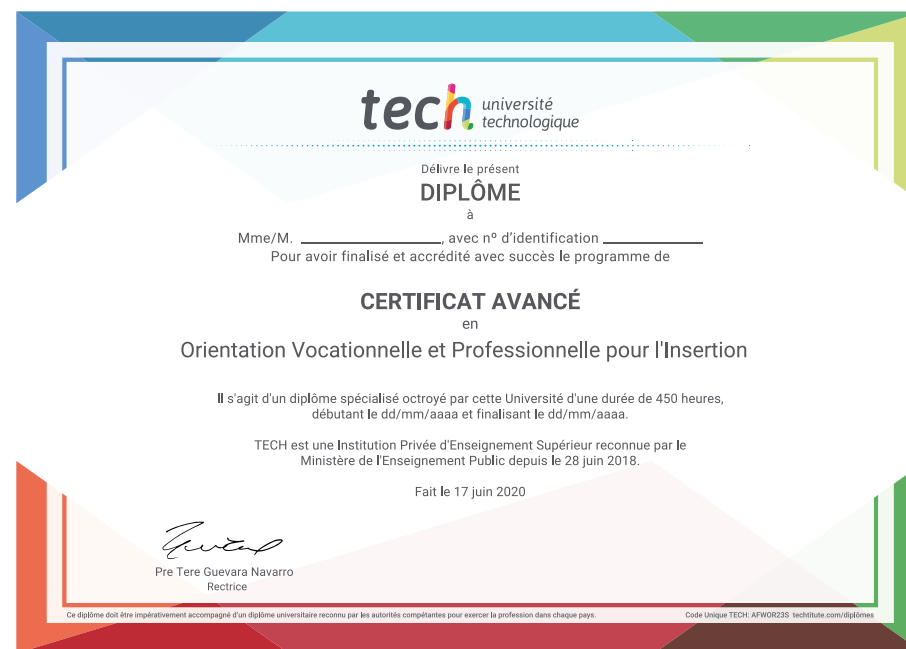 tech université
technologique
Délivre le présent
DIPLÔME
à
Mme/M. ____________________, avec nº d'identification ______________
Pour avoir finalisé et accrédité avec succès le programme de
CERTIFICAT AVANCÉ
en
Orientation Vocationnelle et Professionnelle pour l'Insertion
Il s'agit d'un diplôme spécialisé octroyé par cette Université d'une durée de 450 heures,
débutant le dd/mm/aaaa et finalisant le dd/mm/aaaa.
TECH est une Institution Privée d'Enseignement Supérieur reconnue par le
Ministère de l'Enseignement Public depuis le 28 juin 2018.
Fait le 17 juin 2020
Pre Tere Guevara Navarro
Rectrice
Ce diplôme doit être impérativement accompagné d'un diplôme universitaire reconnu par les autorités compétentes pour exercer la profession dans chaque pays.
Code Unique TECH: AFWOR23S techtitute.com/diplômes